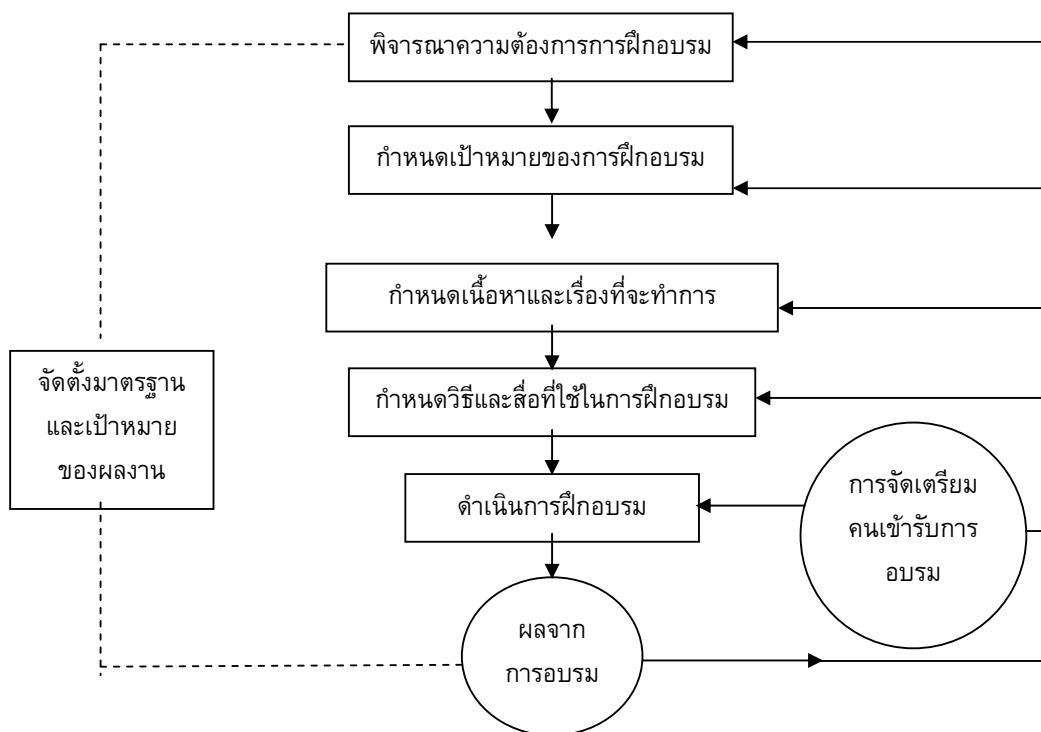 พิจารณาความต้องการการฝึกอบรม
กำหนดเป้าหมายของการฝึกอบรม
กำหนดเนื้อหาและเรื่องที่จะทำการ
จัดตั้งมาตรฐาน
และเป้าหมาย
ของผลงาน
กำหนดวิธีและสื่อที่ใช้ในการฝึกอบรม
ดำเนินการฝึกอบรม
การจัดเตรียม
คนเข้ารับการ
อบรม
ผลจาก
การอบรม